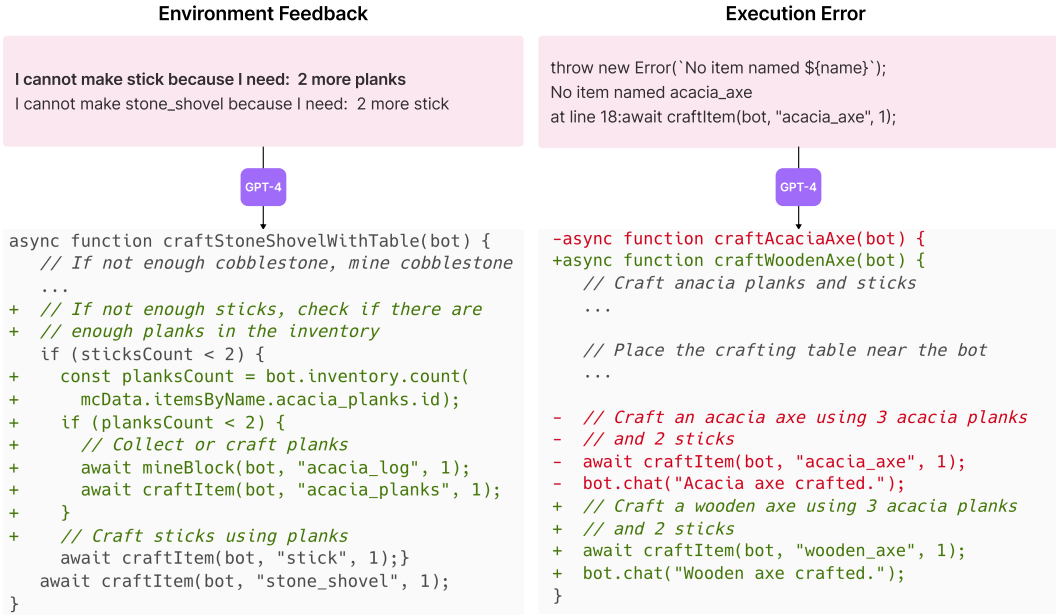 Environment Feedback
I cannot make stick because I need:  2 more planks
I cannot make stone_shovel because I need:  2 more stick
GPT-4
async function craftStoneShovelWithTable(bot) {
   // If not enough cobblestone, mine cobblestone
   ...
+  // If not enough sticks, check if there are
+  // enough planks in the inventory
   if (sticksCount < 2) {
+    const planksCount = bot.inventory.count(
+      mcData.itemsByName.acacia_planks.id);
+    if (planksCount < 2) {
+      // Collect or craft planks
+      await mineBlock(bot, "acacia_log", 1);
+      await craftItem(bot, "acacia_planks", 1);
+    }
+    // Craft sticks using planks
     await craftItem(bot, "stick", 1);}
   await craftItem(bot, "stone_shovel", 1);
}
Execution Error
throw new Error(`No item named ${name}`);
No item named acacia_axe
at line 18:await craftItem(bot, "acacia_axe", 1);
GPT-4
-async function craftAcaciaAxe(bot) {
+async function craftWoodenAxe(bot) {
   // Craft anacia planks and sticks
   ...
   // Place the crafting table near the bot
   ...
-  // Craft an acacia axe using 3 acacia planks
-  // and 2 sticks
-  await craftItem(bot, "acacia_axe", 1);
-  bot.chat("Acacia axe crafted.");
+  // Craft a wooden axe using 3 acacia planks
+  // and 2 sticks
+  await craftItem(bot, "wooden_axe", 1);
+  bot.chat("Wooden axe crafted.");
}